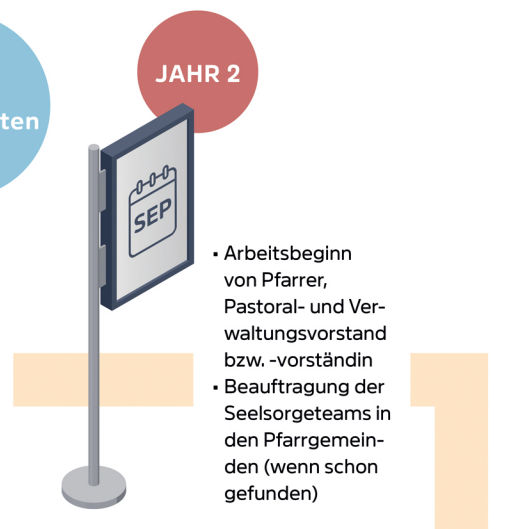 JAHR 2
ten
SEP
• Arbeitsbeginn
von Pfarrer,
Pastoral- und Ver-
waltungsvorstand
bzw. -vorständin
• Beauftragung der
Seelsorgeteams in
den Pfarrgemein-
den (wenn schon
gefunden)